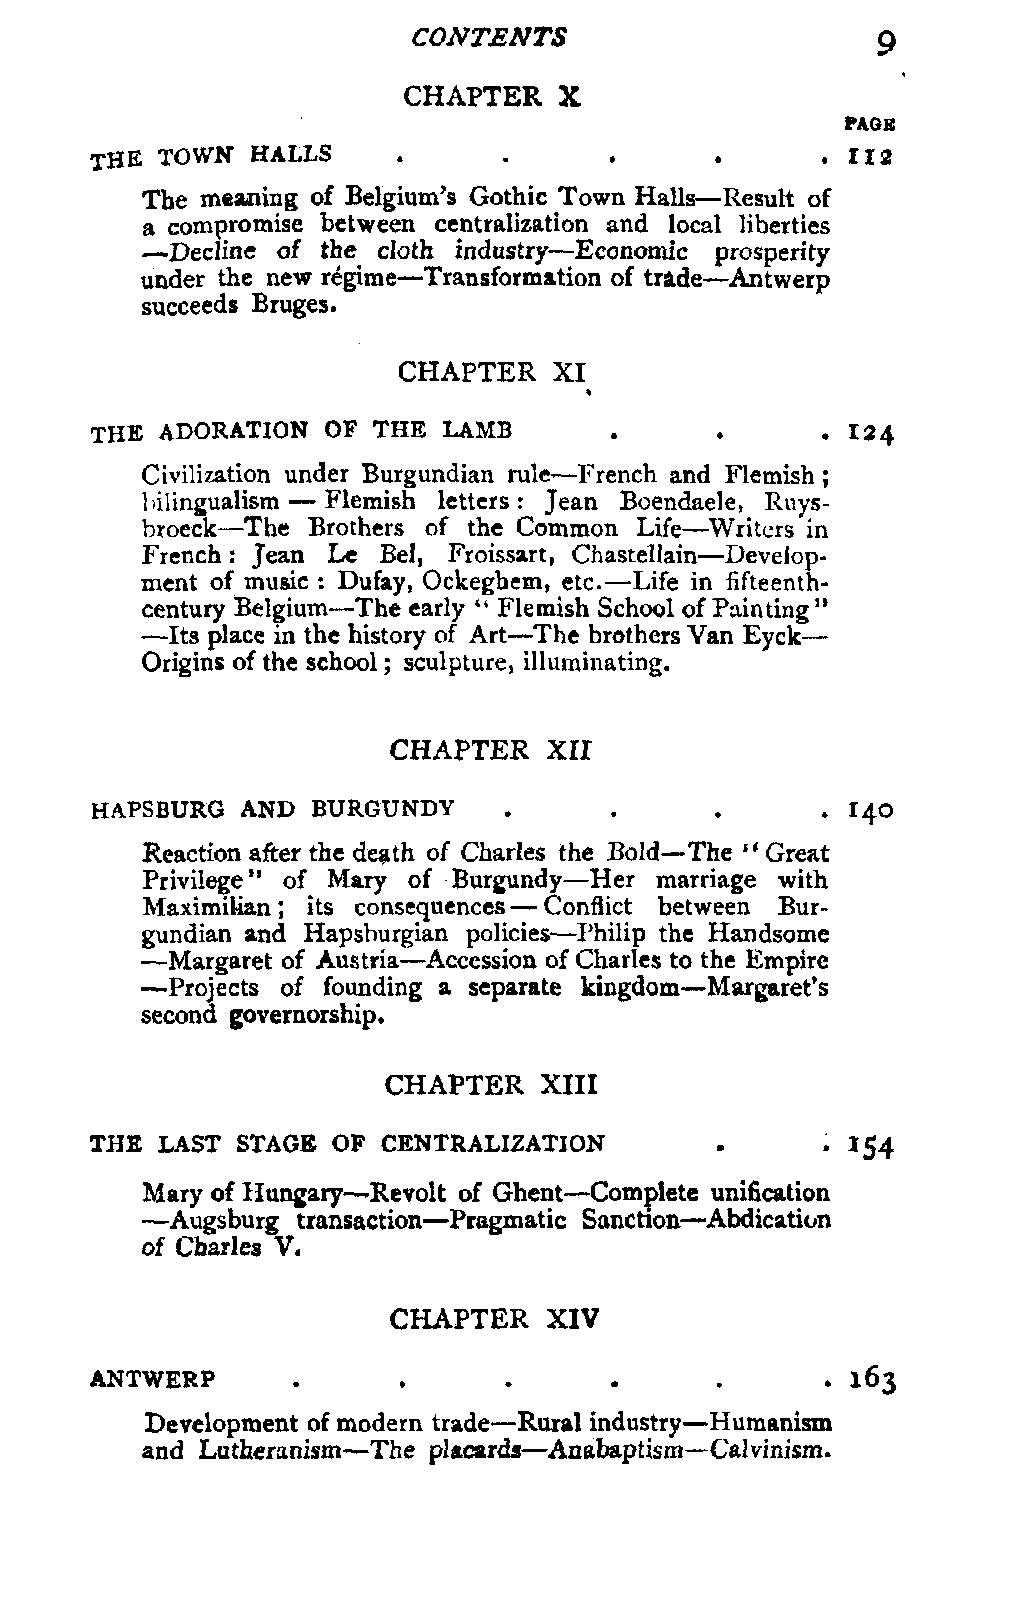 CONTENTS 9
CHAPTER X
PAGE
THE TOWN HALLS . . . . . 112
The meaning of Belgium's Gothic Town Halls—Result of
a compromise between centralization and local liberties
—Decline of the cloth industry—Economic prosperity
under the new régime—Transformation of trade—Antwerp
succeeds Bruges.
CHAPTER XI
THE ADORATION OF THE LAMB . . . 124
Civilization under Burgundian rule—French and Flemish;
bilingualism — Flemish letters: Jean Boendaele, Ruys-
broeck—The Brothers of the Common Life—Writers in
French: Jean Le Bel, Froissart, Chastellain—Develop-
ment of music: Dufay, Ockeghem, etc.—Life in fifteenth-
century Belgium—The early "Flemish School of Painting"
—Its place in the history of Art—The brothers Van Eyck—
Origins of the school; sculpture, illuminating.
CHAPTER XII
HAPSBURG AND BURGUNDY . . . . 140
Reaction after the death of Charles the Bold—The "Great
Privilege" of Mary of Burgundy—Her marriage with
Maximilian; its consequences — Conflict between Bur-
gundian and Hapsburgian policies—Philip the Handsome
—Margaret of Austria—Accession of Charles to the Empire
—Projects of founding a separate kingdom—Margaret's
second governorship.
CHAPTER XIII
THE LAST STAGE OF CENTRALIZATION . . 154
Mary of Hungary—Revolt of Ghent—Complete unification
—Augsburg transaction—Pragmatic Sanction—Abdication
of Charles V.
CHAPTER XIV
ANTWERP . . . . . . 163
Development of modern trade—Rural industry—Humanism
and Lutheranism—The placards—Anabaptism—Calvinism.